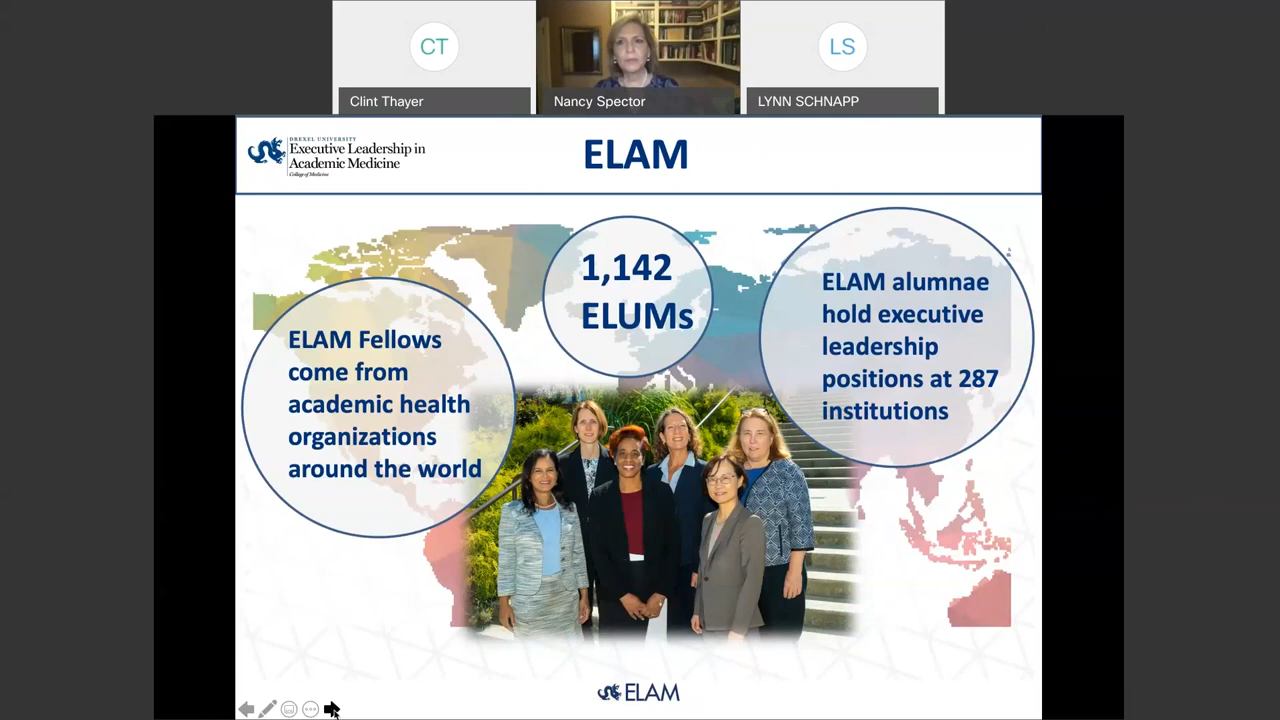 CT
LS
Clint Thayer
Nancy Spector
LYNN SCHNAPP
DREXEL UNIVERSITY
Executive Leadership in
Academic Medicine
College of Medicine
ELAM
1,142
ELUMs
ELAM alumnae
hold executive
leadership
positions at 287
institutions
ELAM Fellows
come from
academic health
organizations
around the world
ELAM